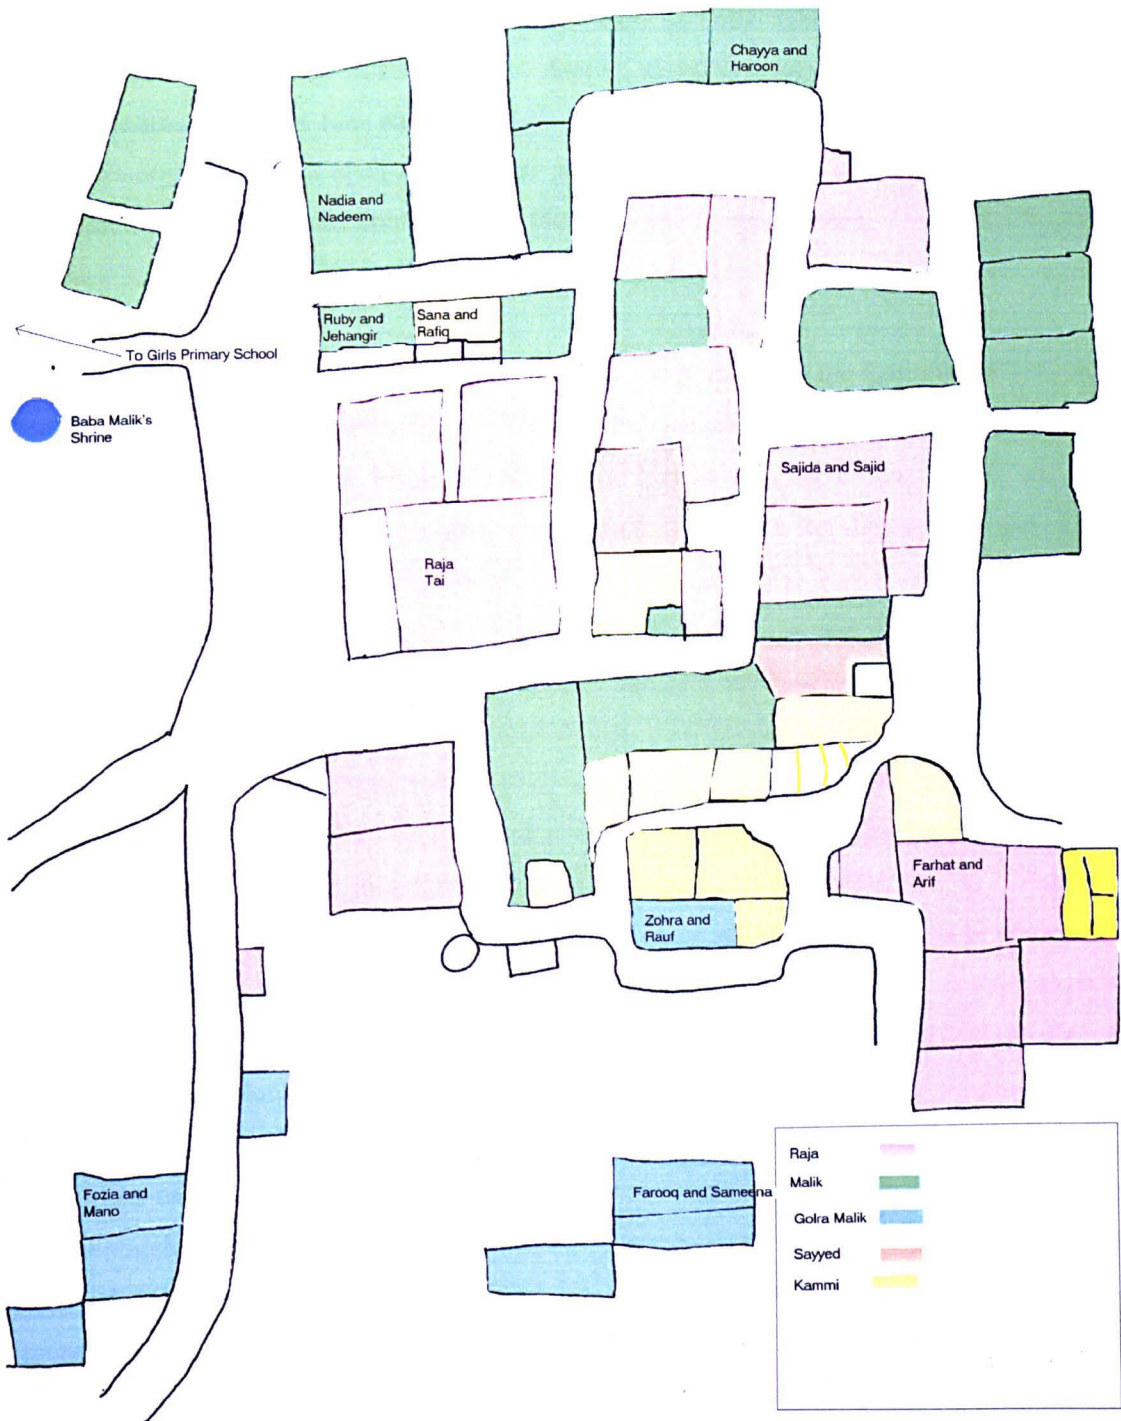 Chayya and
Haroon
Nadia and
Nadeem
Ruby and
Jehangir
Sana and
Rafiq
To Girls Primary School
Baba Malik's
Shrine
Sajida and Sajid
Raja
Tai
Farhat and
Arif
Zohra and
Rauf
Fozia and
Mano
Farooq and Sameena
Raja
Malik
Golra Malik
Sayyed
Kammi